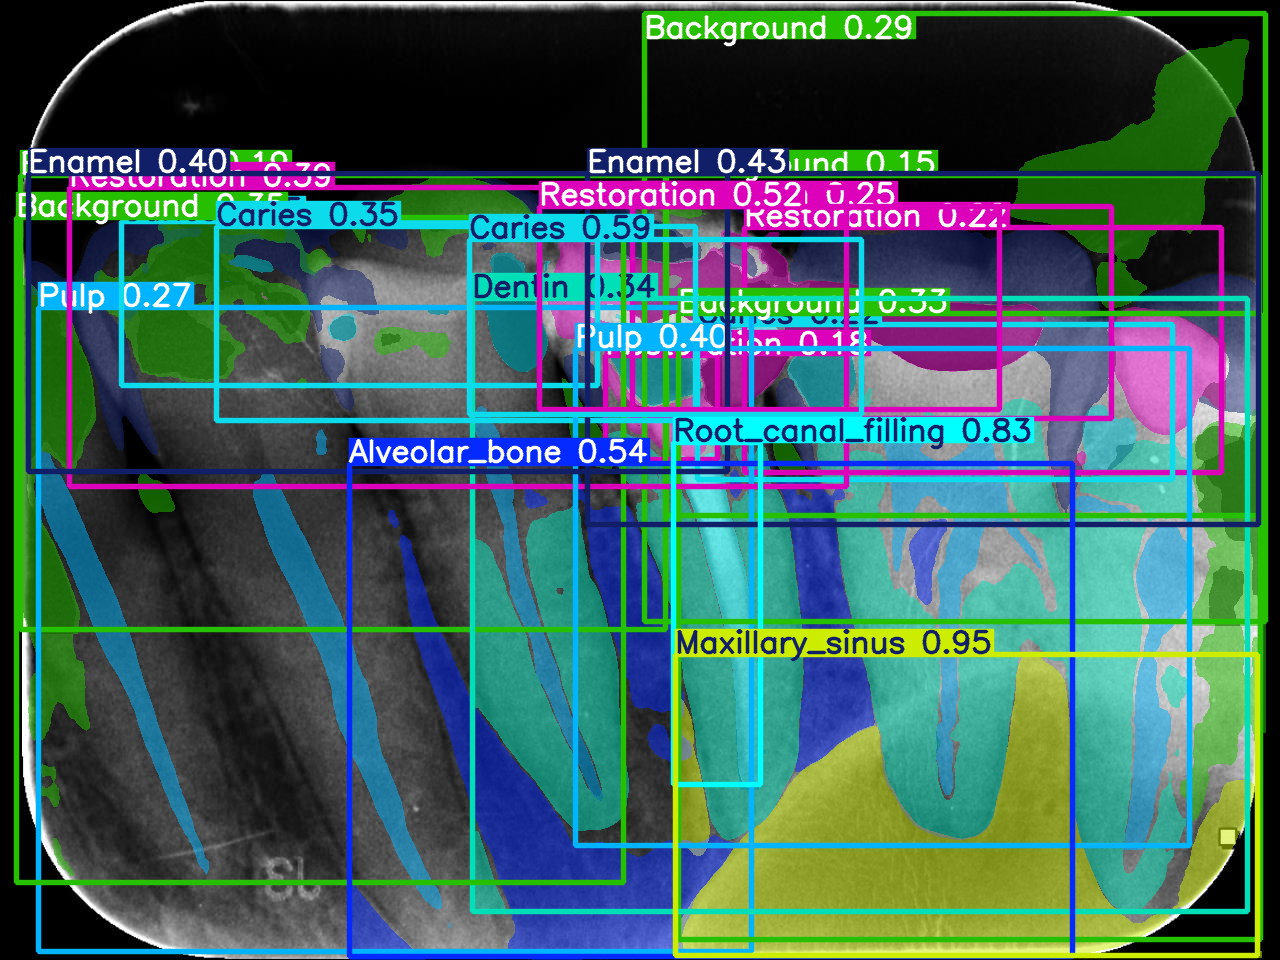 Background 0.29
Enamel 0.40
0.19
Enamel 0.43
0.15
Restoration 0.39
Restoration 0.52
0.25
Background 0.35
Caries 0.35
Restoration 0.22
Caries 0.59
Dentin 0.34
Pulp 0.27
Background 0.33
Caries 0.22
Pulp 0.40
0.18
Root_canal_filling 0.83
Alveolar_bone 0.54
Maxillary_sinus 0.95